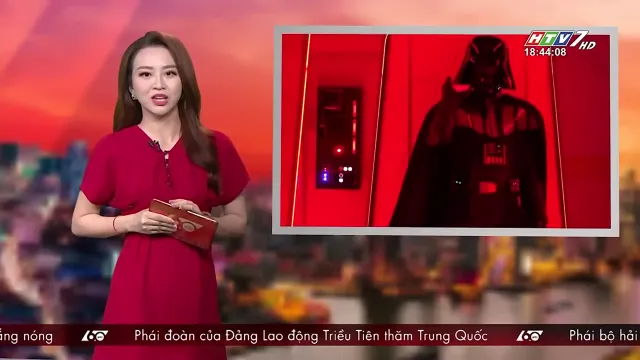 HTV7 HD
18:44:08
ắng nóng
Phái đoàn của Đảng Lao động Triều Tiên thăm Trung Quốc
Phái bộ hải